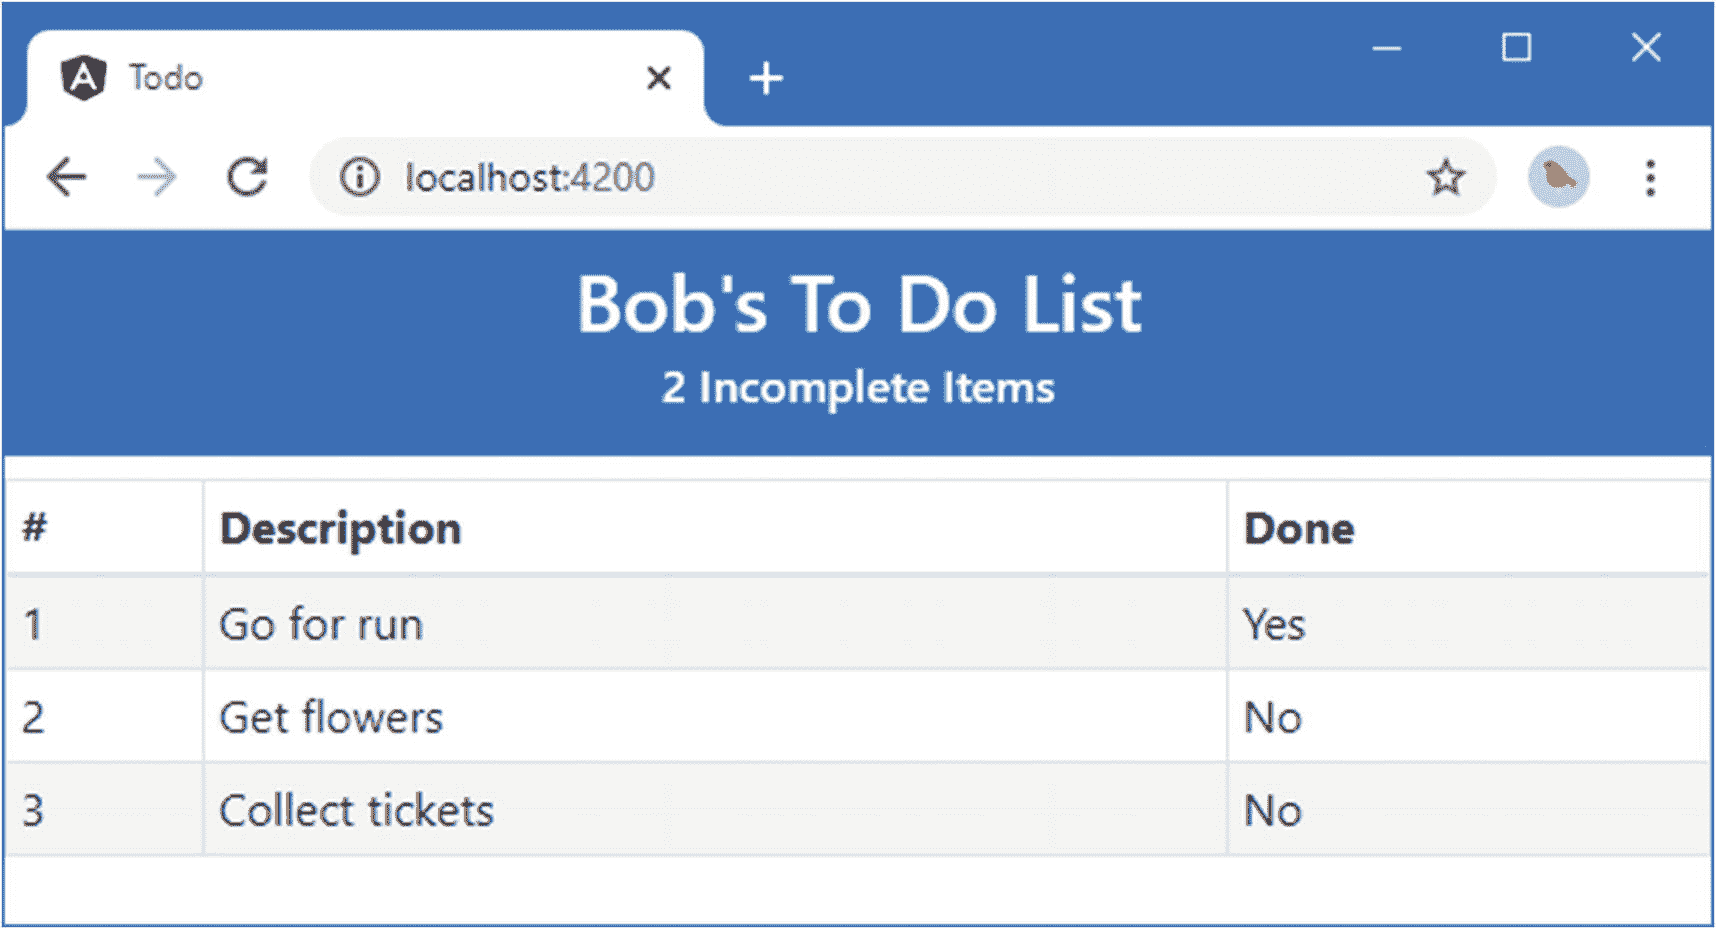 Todo
localhost:4200
Bob's To Do List
2 Incomplete Items
# Description Done
1 Go for run Yes
2 Get flowers No
3 Collect tickets No